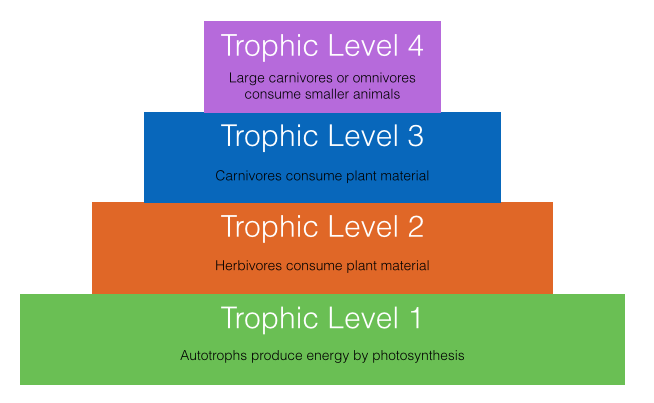 Trophic Level 4
Large carnivores or omnivores
consume smaller animals
Trophic Level 3
Carnivores consume plant material
Trophic Level 2
Herbivores consume plant material
Trophic Level 1
Autotrophs produce energy by photosynthesis